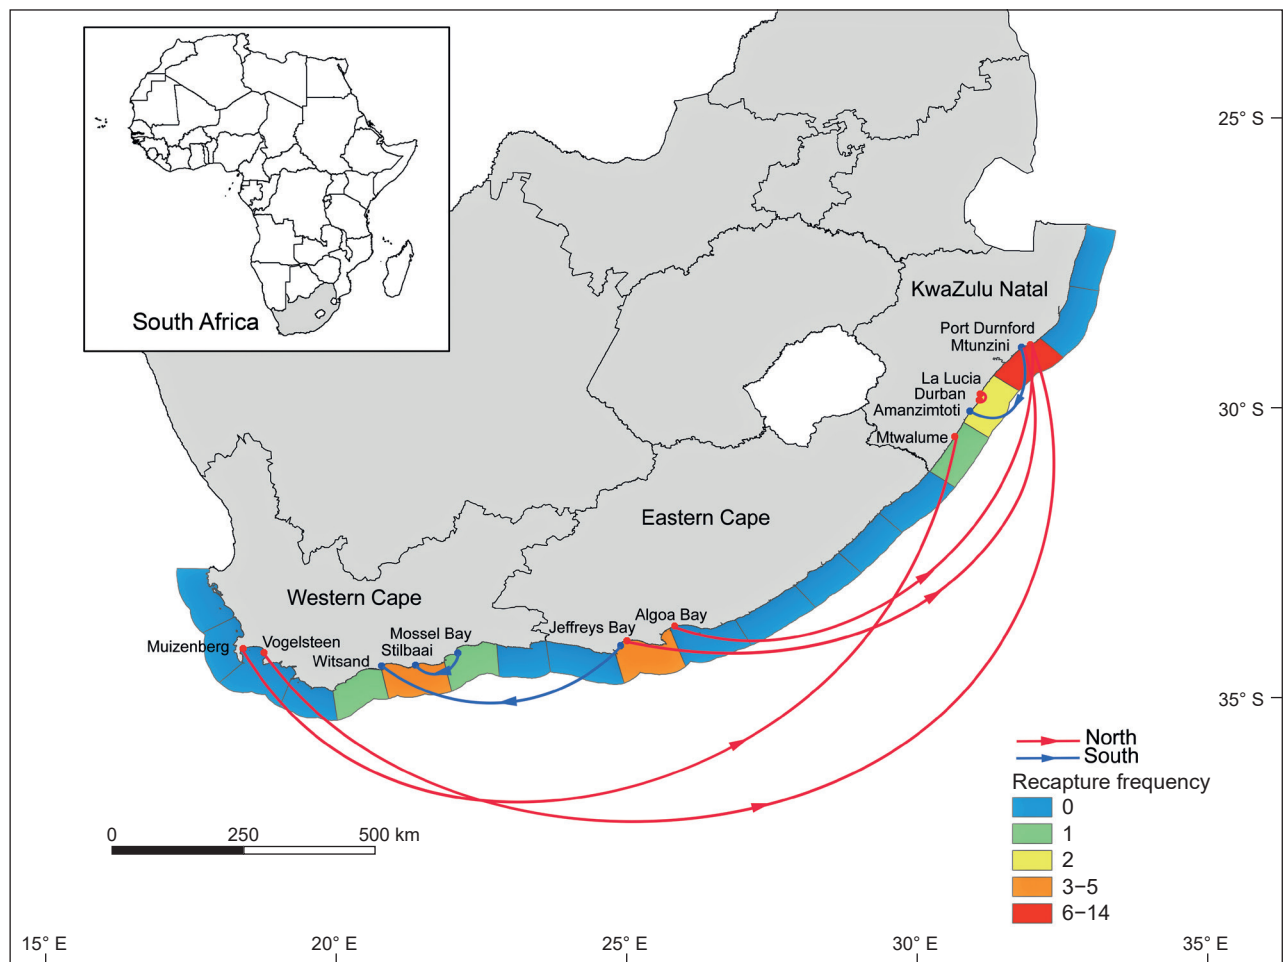 South Africa
25° S
KwaZulu Natal
Port Durnford
Mtunzini
La Lucia
Durban
Amanzimtoti
30° S
Mtwalume
Eastern Cape
Western Cape
Algoa Bay
Jeffreys Bay
Mossel Bay
Muizenberg
Vogelsteen
Stilbaai
Witsand
35° S
North
South
Recapture frequency
0
1
2
3–5
6–14
0 250 500 km
15° E 20° E 25° E 30° E 35° E